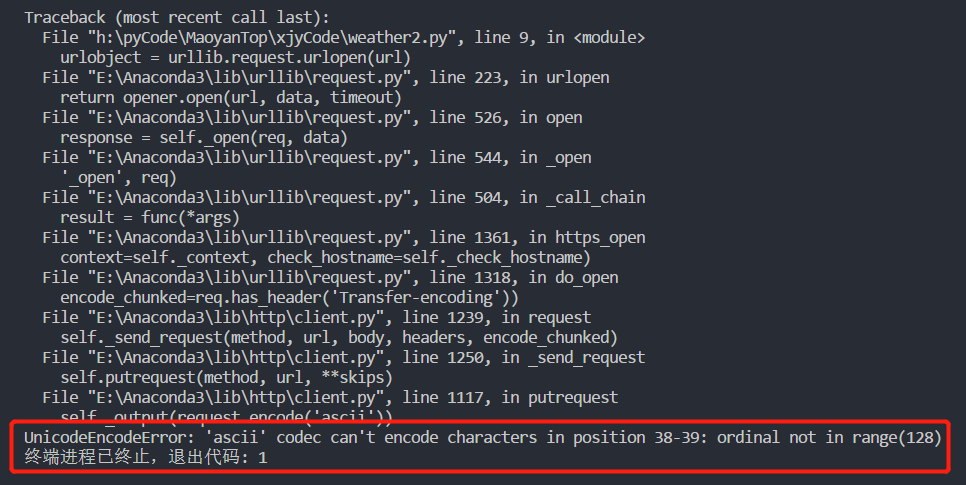 Traceback (most recent call last):
File "h:\pyCode\MaoyanTop\xjyCode\weather2.py", line 9, in <module>
urlobject = urllib.request.urlopen(url)
File "E:\Anaconda3\lib\urllib\request.py", line 223, in urlopen
return opener.open(url, data, timeout)
File "E:\Anaconda3\lib\urllib\request.py", line 526, in open
response = self._open(req, data)
File "E:\Anaconda3\lib\urllib\request.py", line 544, in _open
'_open', req)
File "E:\Anaconda3\lib\urllib\request.py", line 504, in _call_chain
result = func(*args)
File "E:\Anaconda3\lib\urllib\request.py", line 1361, in https_open
context=self._context, check_hostname=self._check_hostname)
File "E:\Anaconda3\lib\urllib\request.py", line 1318, in do_open
encode_chunked=req.has_header('Transfer-encoding'))
File "E:\Anaconda3\lib\http\client.py", line 1239, in request
self._send_request(method, url, body, headers, encode_chunked)
File "E:\Anaconda3\lib\http\client.py", line 1250, in _send_request
self.putrequest(method, url, **skips)
File "E:\Anaconda3\lib\http\client.py", line 1117, in putrequest
self._output(request.encode('ascii'))
UnicodeEncodeError: 'ascii' codec can't encode characters in position 38-39: ordinal not in range(128)
终端进程已终止，退出代码: 1